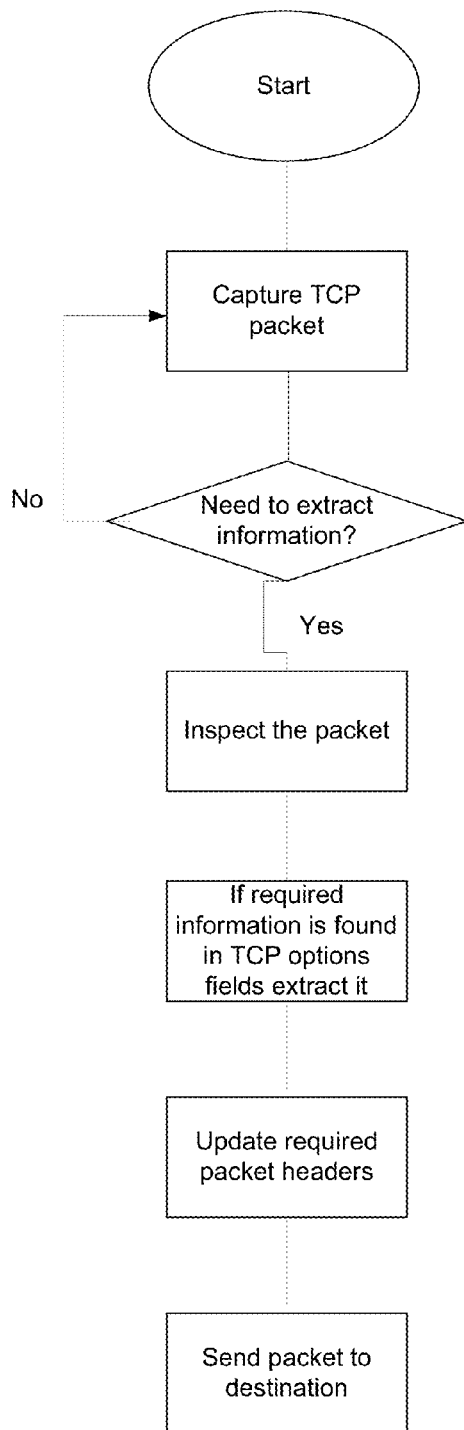 Start
Capture TCP
packet
Need to extract
information?
No
Yes
Inspect the packet
If required
information is found
in TCP options
fields extract it
Update required
packet headers
Send packet to
destination